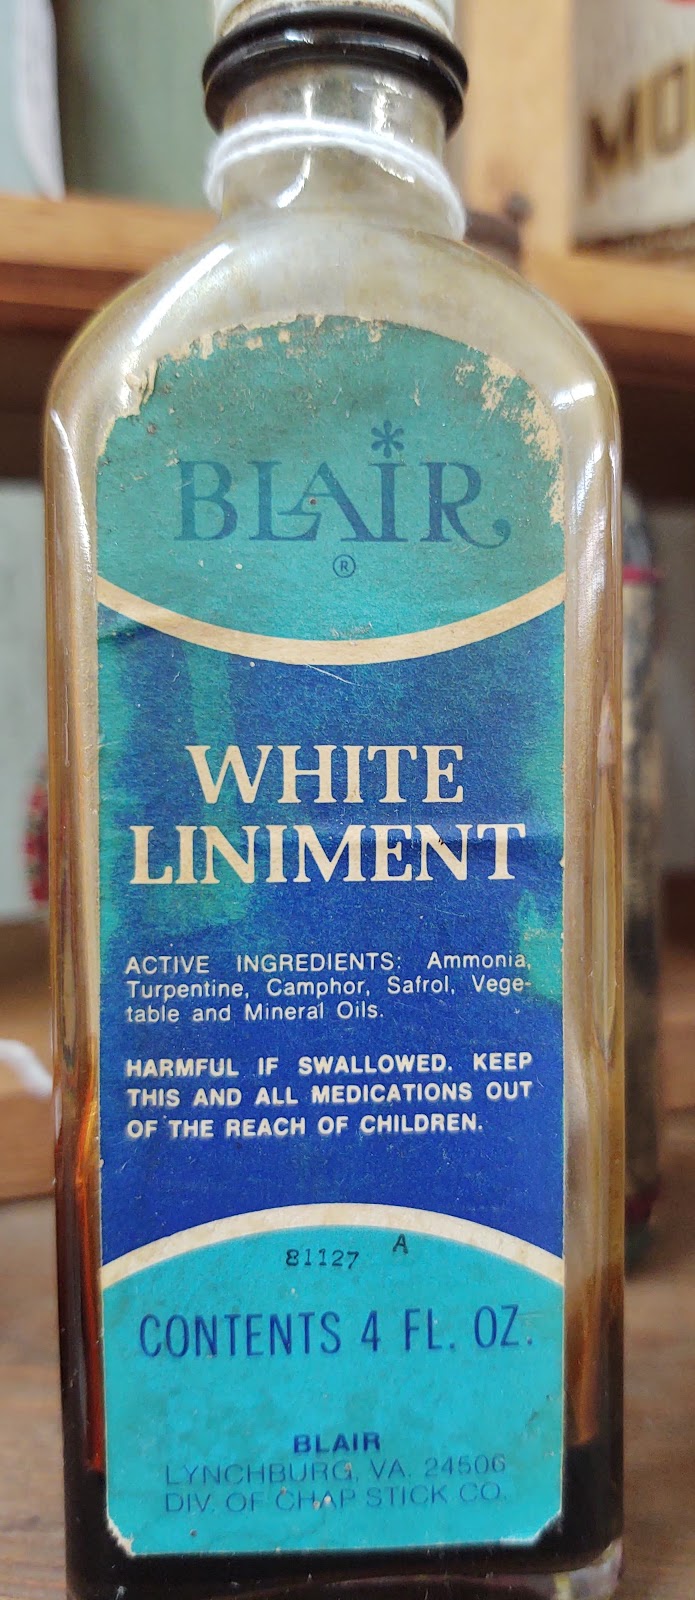 MO
BLAIR
®
WHITE
LINIMENT
ACTIVE INGREDIENTS: Ammonia,
Turpentine, Camphor, Safrol, Vege-
table and Mineral Oils.
HARMFUL IF SWALLOWED. KEEP
THIS AND ALL MEDICATIONS OUT
OF THE REACH OF CHILDREN.
81127 A
CONTENTS 4 FL. OZ.
BLAIR
LYNCHBURG, VA. 24506
DIV. OF CHAP STICK CO.